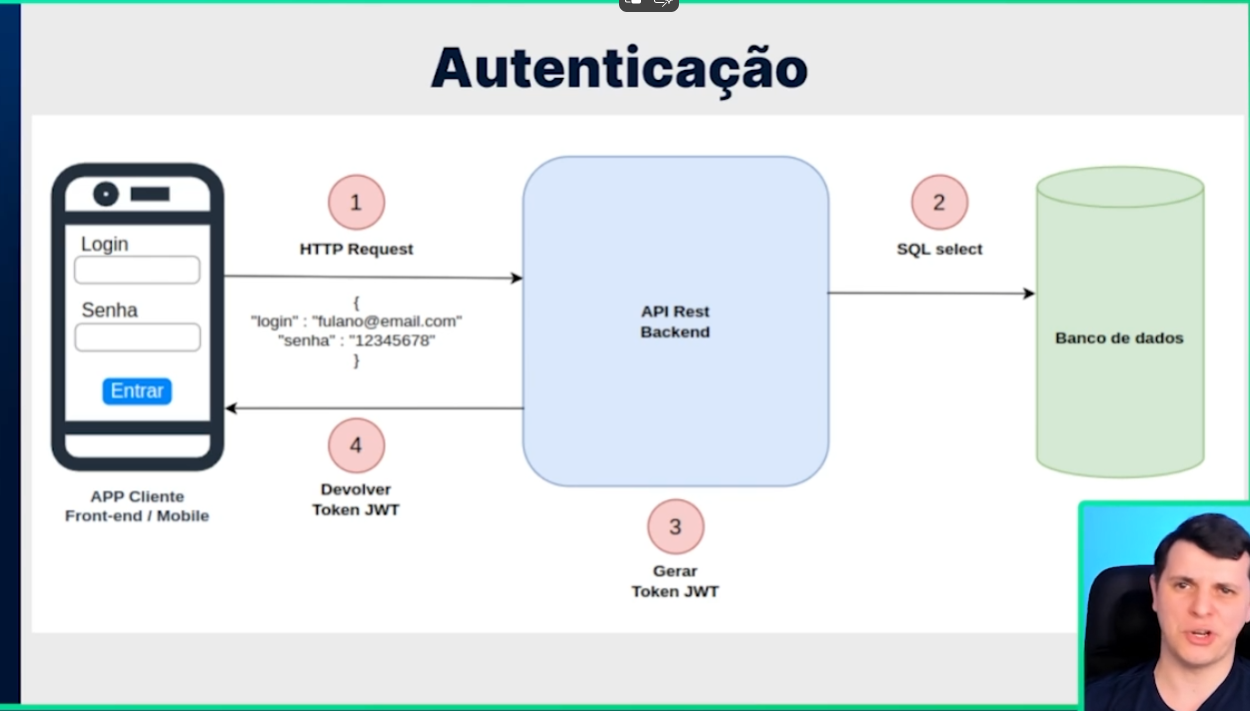 Autenticação
Login
Senha
Entrar
APP Cliente
Front-end / Mobile
1
HTTP Request
{
"login" : "fulano@email.com"
"senha" : "12345678"
}
4
Devolver
Token JWT
API Rest
Backend
3
Gerar
Token JWT
2
SQL select
Banco de dados